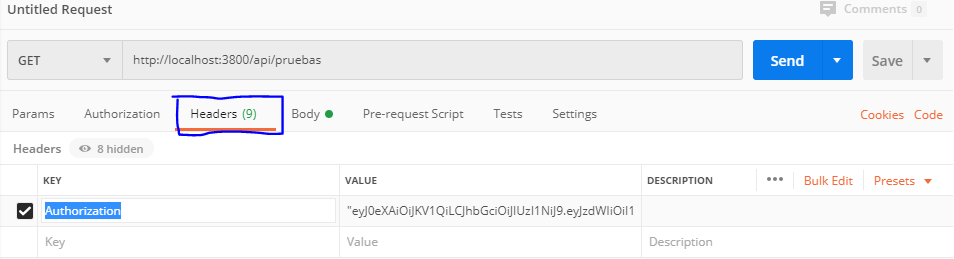 Untitled Request
Comments 0
GET http://localhost:3800/api/pruebas Send Save
Params Authorization Headers (9) Body Pre-request Script Tests Settings Cookies Code
Headers 8 hidden
KEY VALUE DESCRIPTION ••• Bulk Edit Presets
Authorization "eyJ0eXAiOiJKV1QiLCJhbGciOiJIUzI1NiJ9.eyJzdWIiOiI1
Key Value Description